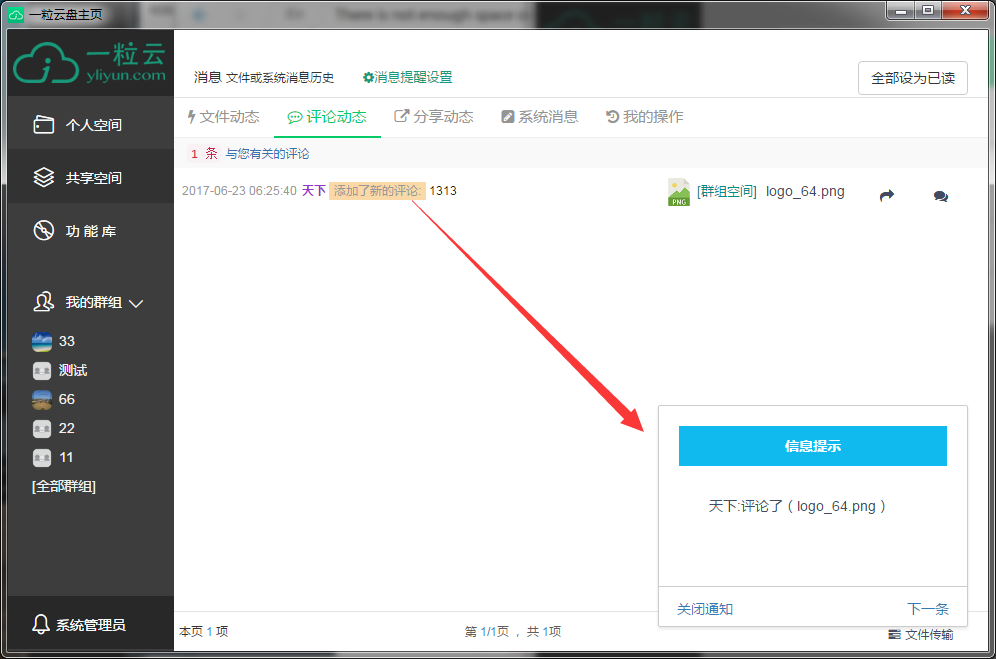 一粒云盘主页
There is not enough space
一粒云
yliyun.com
个人空间
共享空间
功 能 库
我的群组
33
测试
66
22
11
[全部群组]
系统管理员
消息 文件或系统消息历史 消息提醒设置
全部设为已读
文件动态 评论动态 分享动态 系统消息 我的操作
1 条 与您有关的评论
2017-06-23 06:25:40 天下 添加了新的评论: 1313
PNG [群组空间] logo_64.png
信息提示
天下:评论了 ( logo_64.png )
关闭通知 下一条
本页 1 项 第 1/1页 ， 共 1项
文件传输